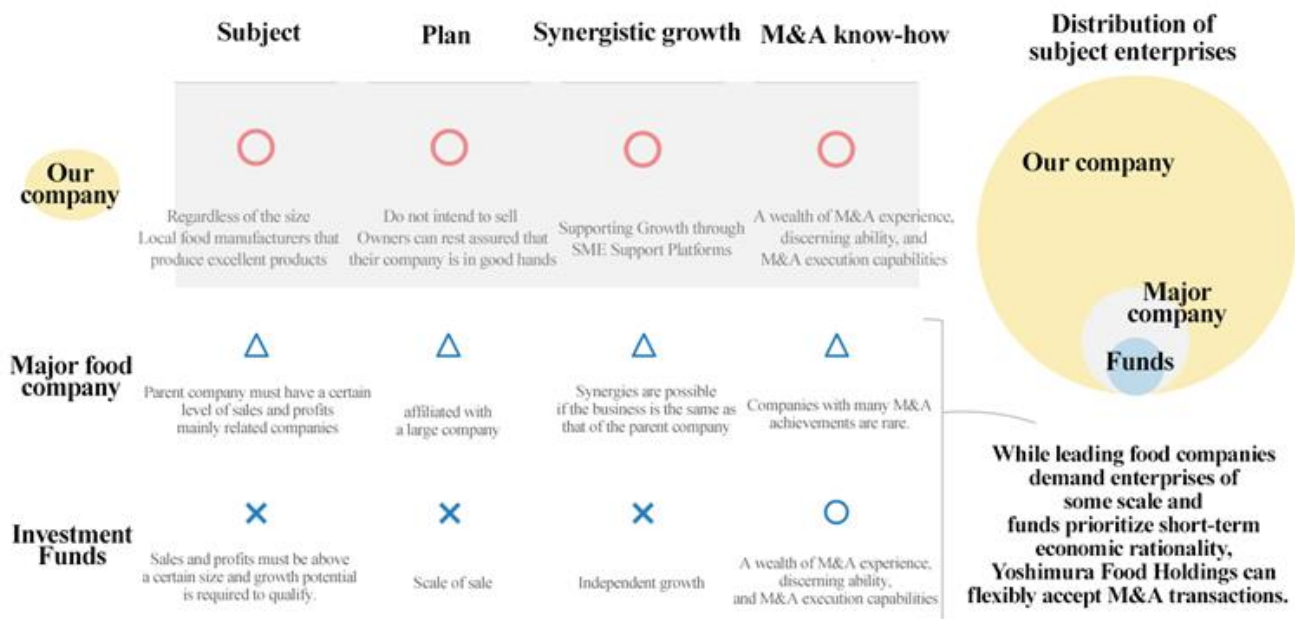 Subject
Plan
Synergistic growth
M&A know-how
Distribution of
subject enterprises
Our
company
Regardless of the size
Local food manufacturers that
produce excellent products
Do not intend to sell
Owners can rest assured that
their company is in good hands
Supporting Growth through
SME Support Platforms
A wealth of M&A experience,
discerning ability, and
M&A execution capabilities
Our company
Major
company
Funds
Major food
company
Parent company must have a certain
level of sales and profits
mainly related companies
affiliated with
a large company
Synergies are possible
if the business is the same as
that of the parent company
Companies with many M&A
achievements are rare.
Investment
Funds
Sales and profits must be above
a certain size and growth potential
is required to qualify.
Scale of sale
Independent growth
A wealth of M&A experience,
discerning ability,
and M&A execution capabilities
While leading food companies
demand enterprises of
some scale and
funds prioritize short-term
economic rationality,
Yoshimura Food Holdings can
flexibly accept M&A transactions.